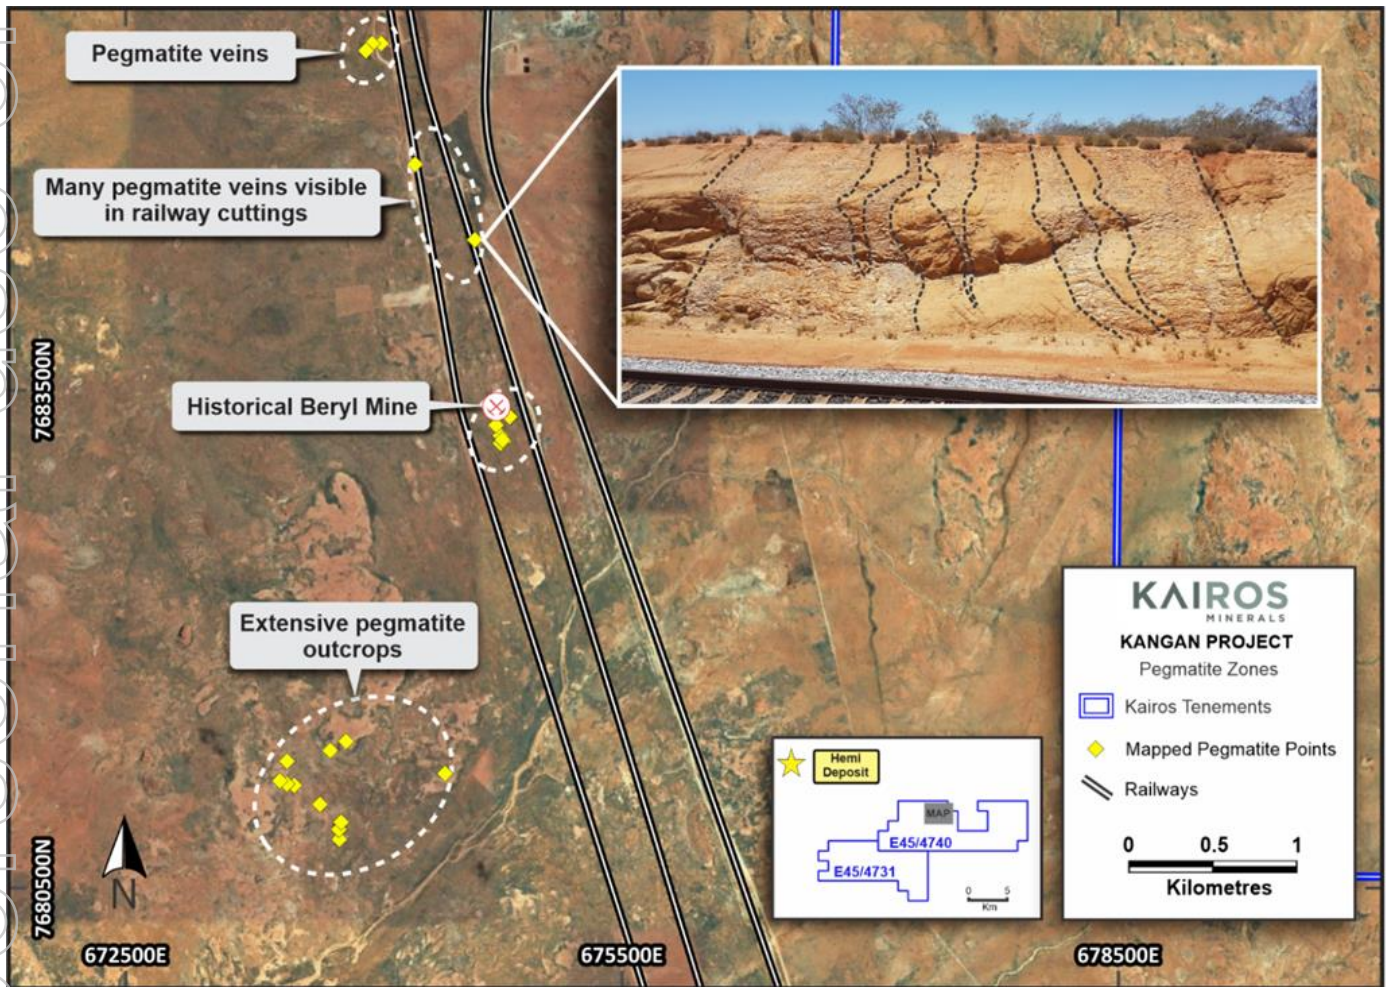 Pegmatite veins
Many pegmatite veins visible
in railway cuttings
7683500N
Historical Beryl Mine
Extensive pegmatite
outcrops
KAIROS
MINERALS
KANGAN PROJECT
Pegmatite Zones
Kairos Tenements
Mapped Pegmatite Points
Railways
0 0.5 1
Kilometres
Hemi
Deposit
MAP
E45/4740
E45/4731
0 5
Km
N
7680500N
672500E
675500E
678500E